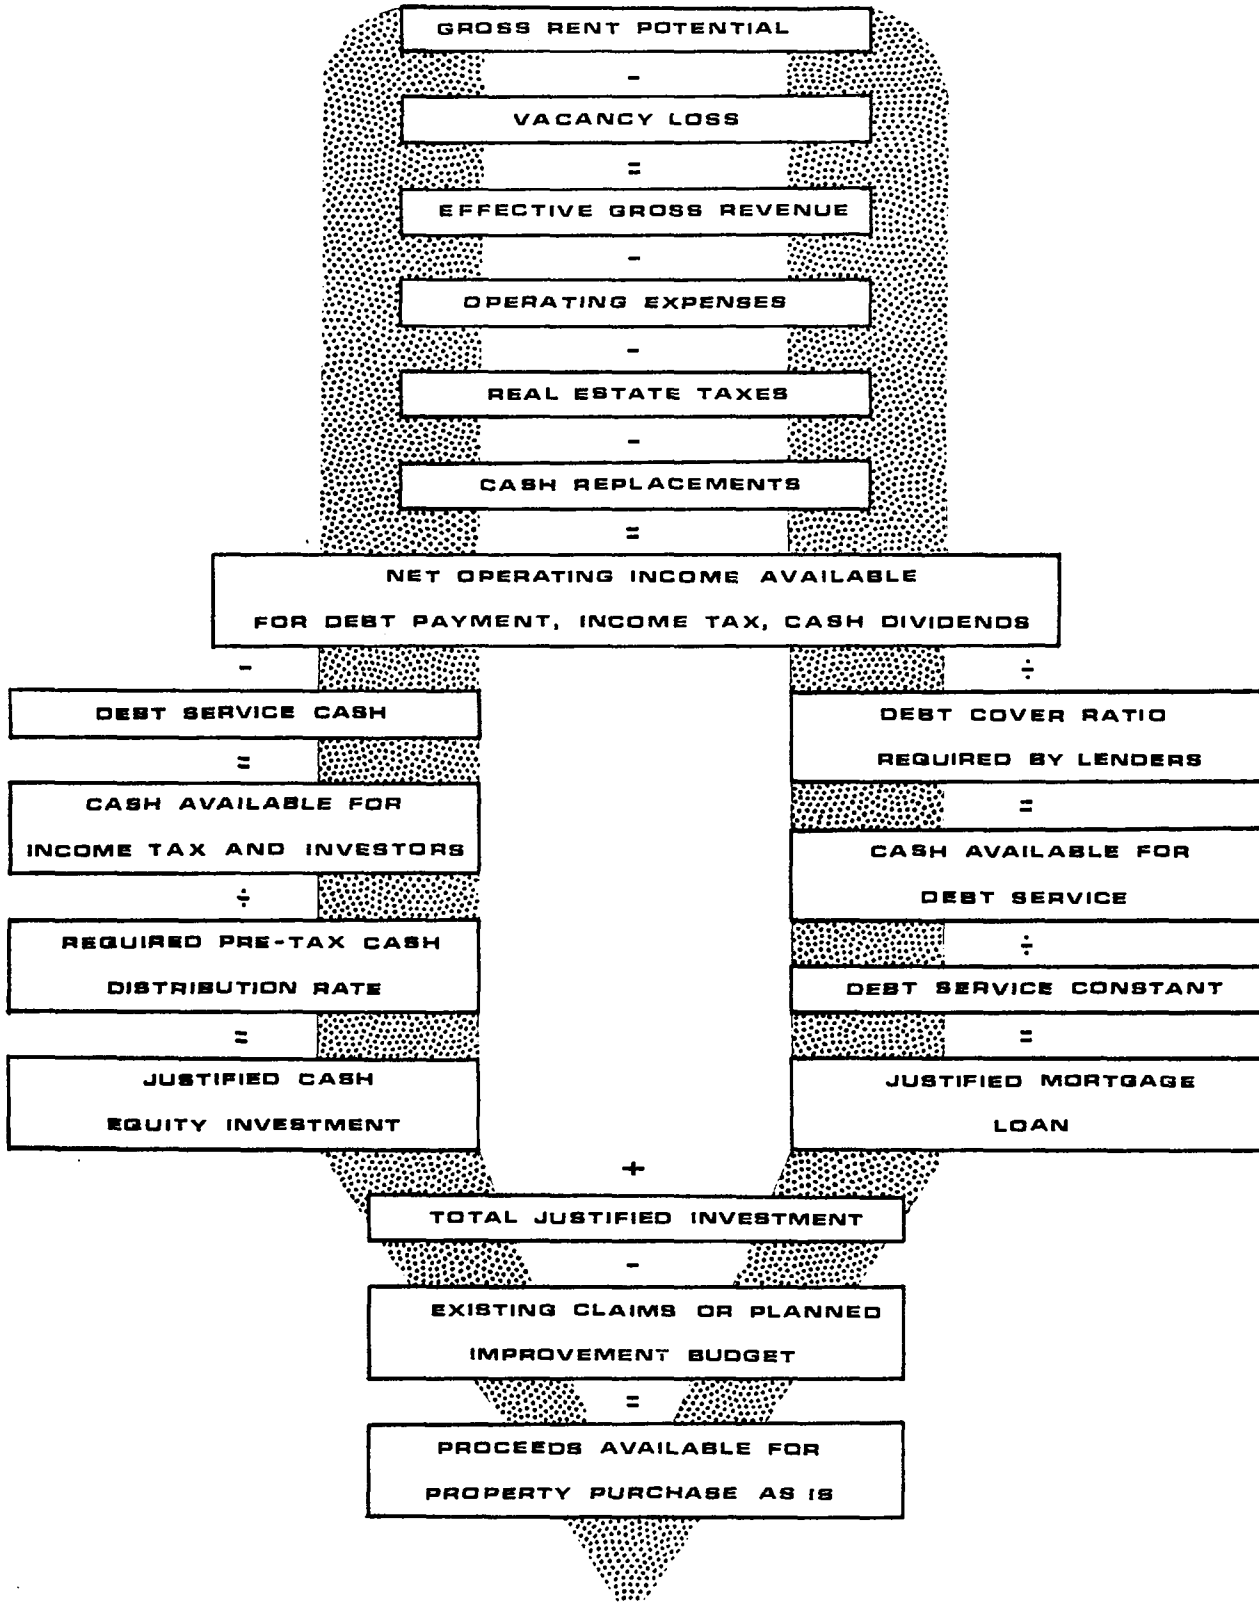 GROSS RENT POTENTIAL
-
VACANCY LOSS
=
EFFECTIVE GROSS REVENUE
-
OPERATING EXPENSES
-
REAL ESTATE TAXES
-
CASH REPLACEMENTS
=
NET OPERATING INCOME AVAILABLE
FOR DEBT PAYMENT, INCOME TAX, CASH DIVIDENDS
-
DEBT SERVICE CASH
=
CASH AVAILABLE FOR
INCOME TAX AND INVESTORS
÷
REQUIRED PRE-TAX CASH
DISTRIBUTION RATE
=
JUSTIFIED CASH
EQUITY INVESTMENT
÷
DEBT COVER RATIO
REQUIRED BY LENDERS
=
CASH AVAILABLE FOR
DEBT SERVICE
÷
DEBT SERVICE CONSTANT
=
JUSTIFIED MORTGAGE
LOAN
+
TOTAL JUSTIFIED INVESTMENT
-
EXISTING CLAIMS OR PLANNED
IMPROVEMENT BUDGET
=
PROCEEDS AVAILABLE FOR
PROPERTY PURCHASE AS IS